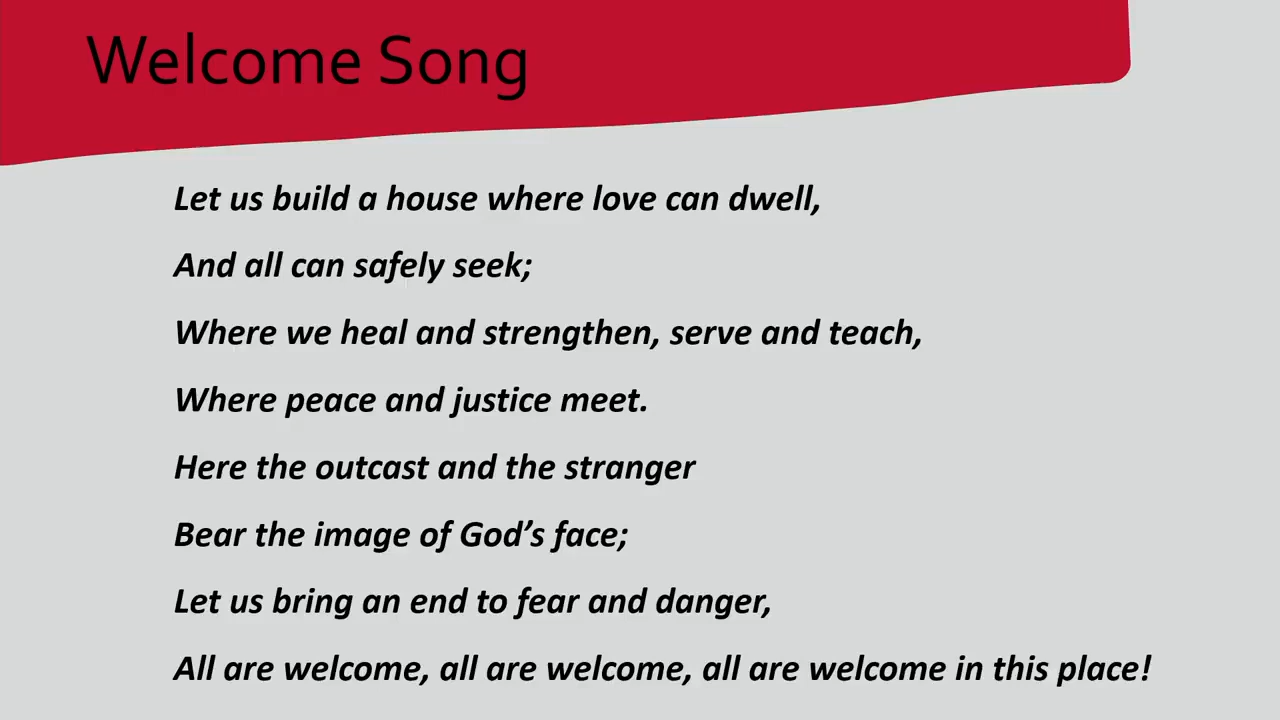 Welcome Song
Let us build a house where love can dwell,
And all can safely seek;
Where we heal and strengthen, serve and teach,
Where peace and justice meet.
Here the outcast and the stranger
Bear the image of God’s face;
Let us bring an end to fear and danger,
All are welcome, all are welcome, all are welcome in this place!